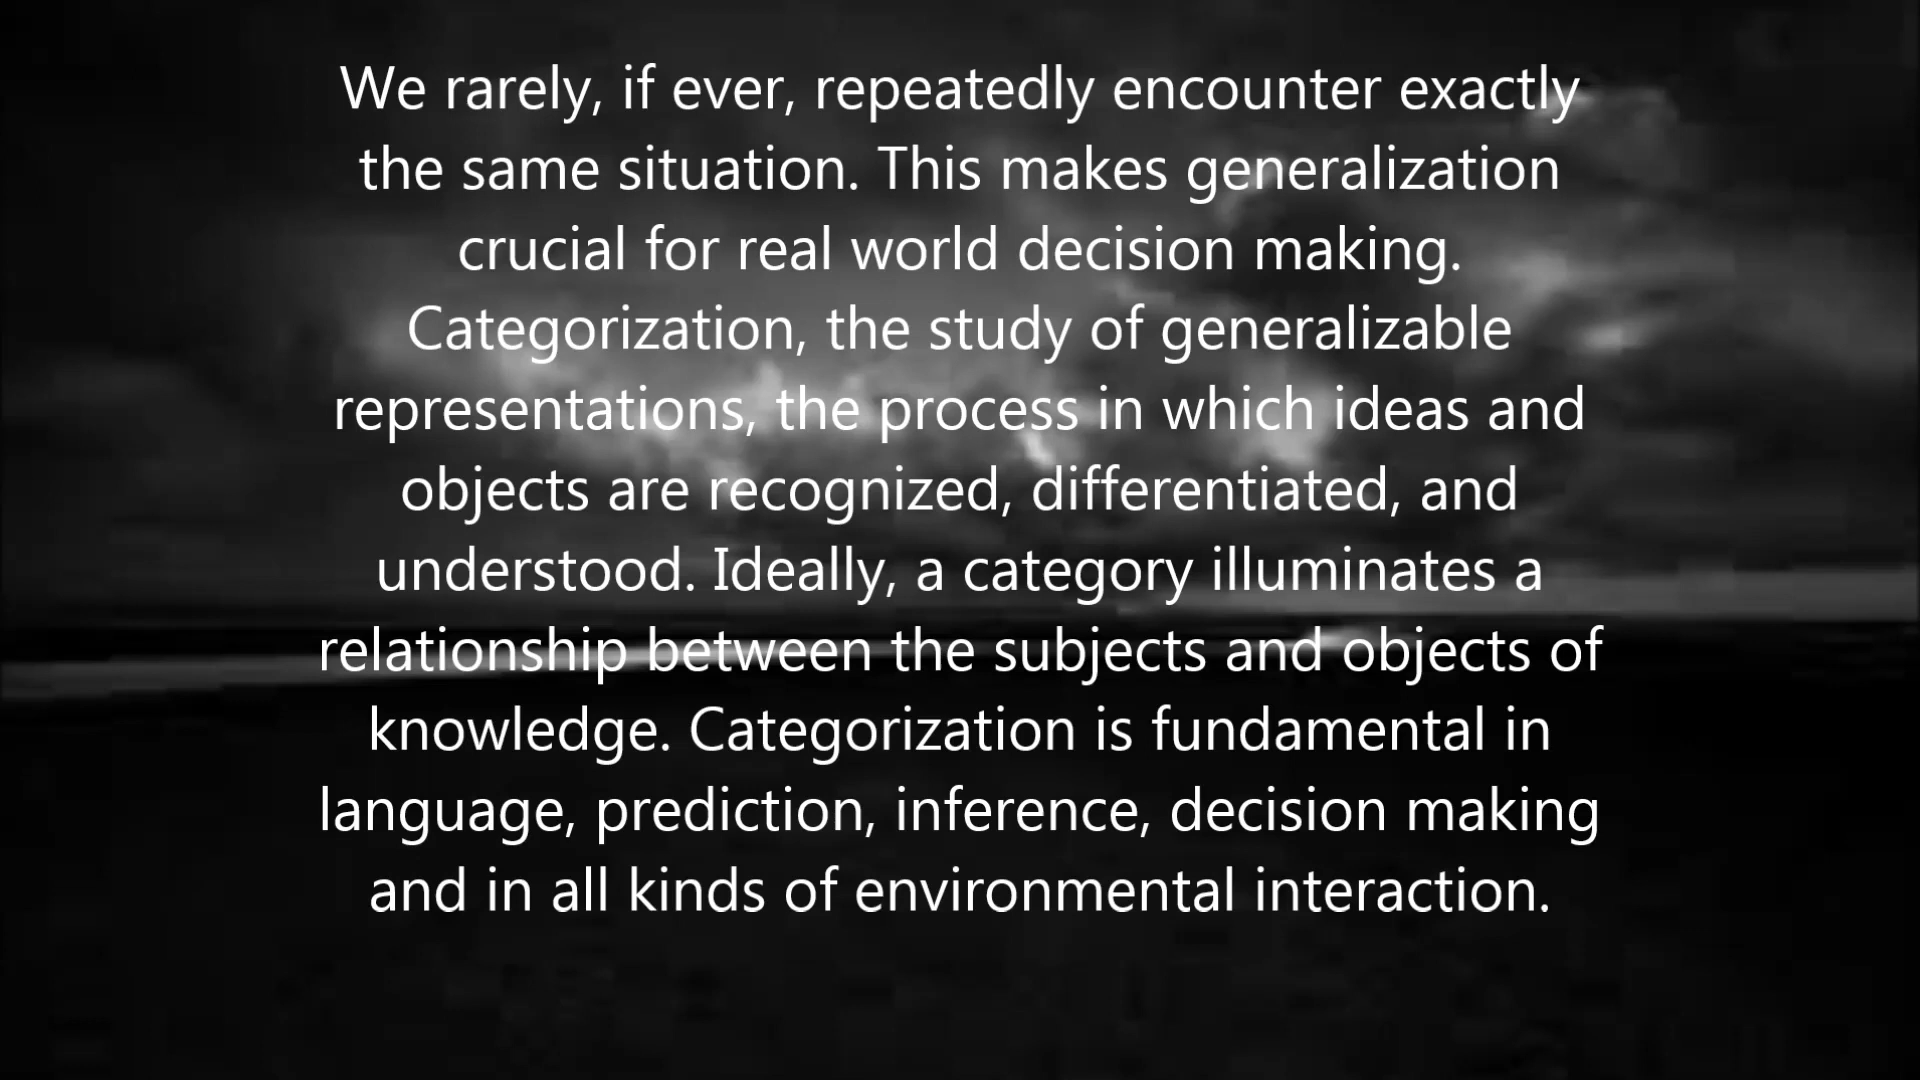 We rarely, if ever, repeatedly encounter exactly
the same situation. This makes generalization
crucial for real world decision making.
Categorization, the study of generalizable
representations, the process in which ideas and
objects are recognized, differentiated, and
understood. Ideally, a category illuminates a
relationship between the subjects and objects of
knowledge. Categorization is fundamental in
language, prediction, inference, decision making
and in all kinds of environmental interaction.